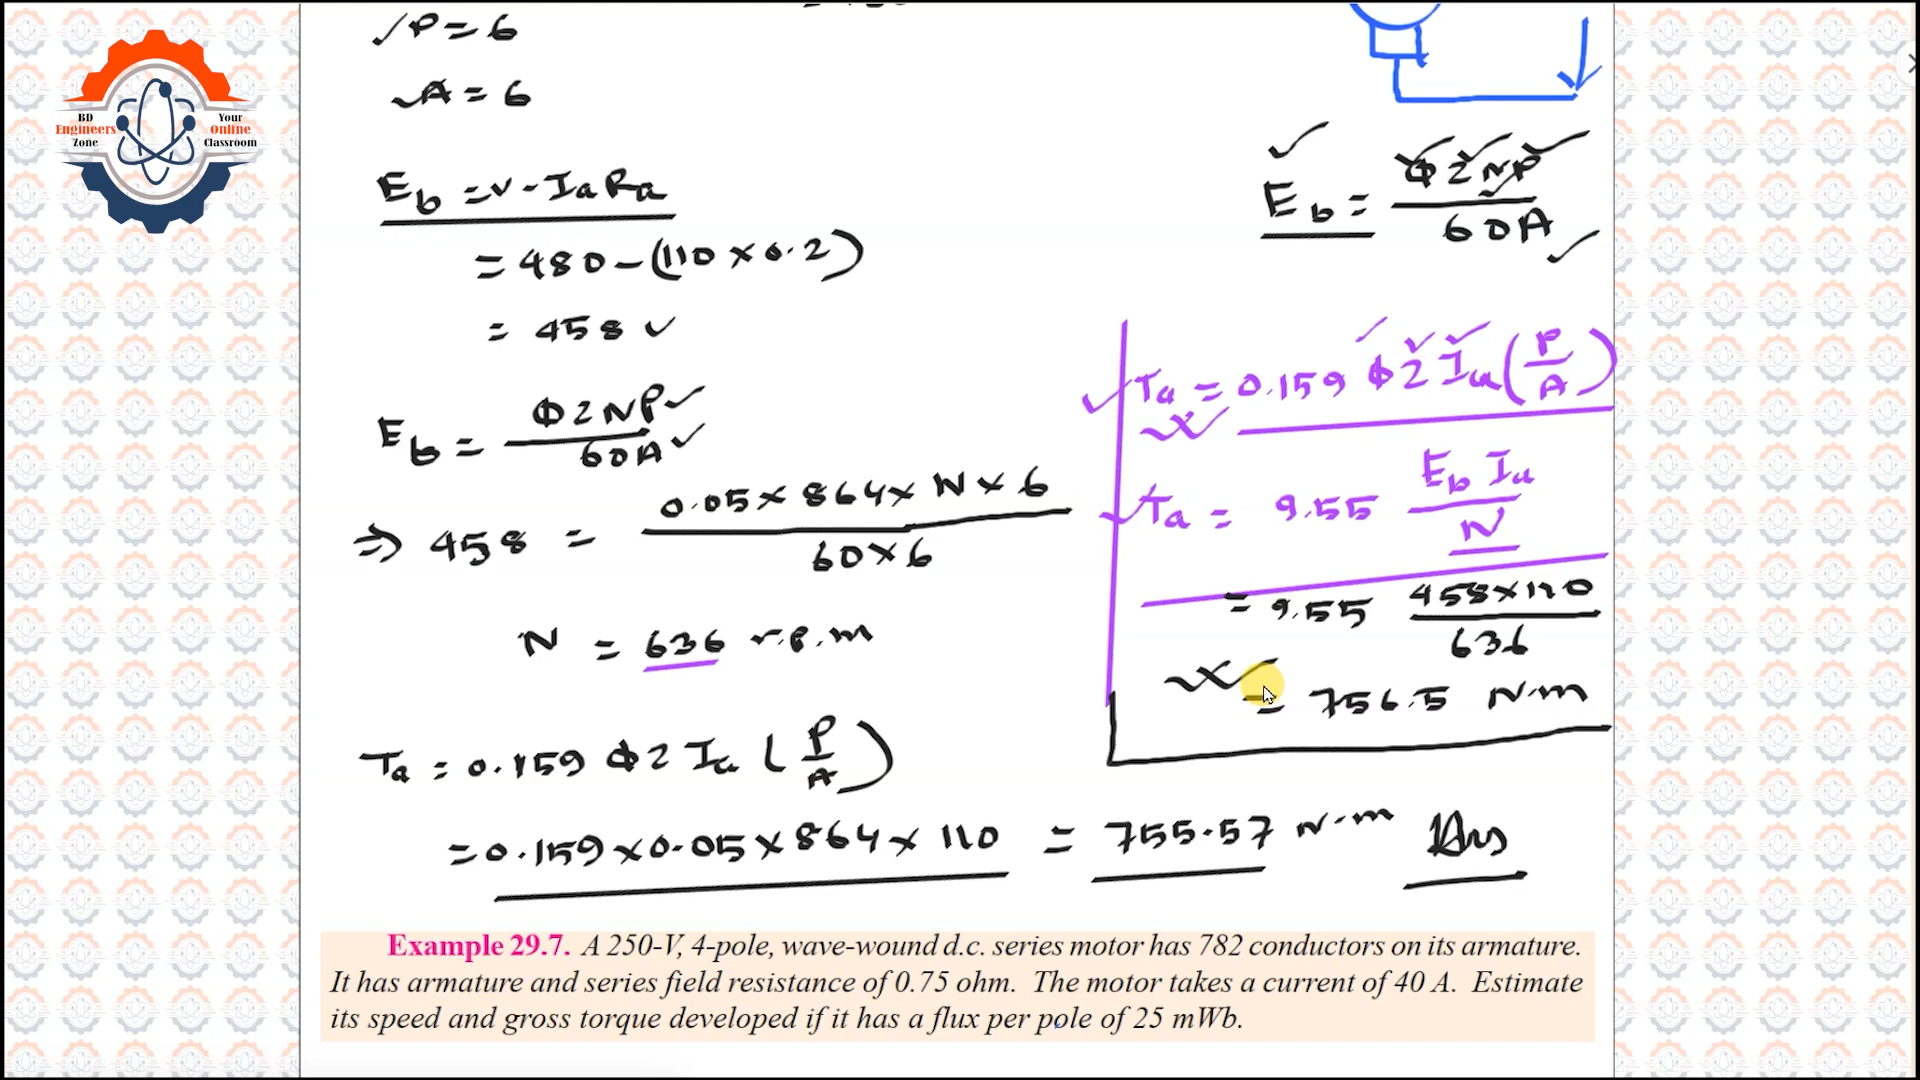 BD
Engineers
Zone
Your
Online
Classroom
P = 6
A = 6
E_b = V - I_a R_a
= 480 - (110 × 0.2)
= 458
E_b = ΦZNP / 60A
⇒ 458 = 0.05 × 864 × N × 6 / 60 × 6
N = 636 r.p.m
T_a = 0.159 ΦZ I_a (P/A)
= 0.159 × 0.05 × 864 × 110 = 755.57 N-m Ans
E_b = ΦZNP / 60A
T_a = 0.159 ΦZ I_a (P/A)
T_a = 9.55 E_b I_a / N
= 9.55 458 × 110 / 636
= 756.5 N-m
Example 29.7. A 250-V, 4-pole, wave-wound d.c. series motor has 782 conductors on its armature.
It has armature and series field resistance of 0.75 ohm. The motor takes a current of 40 A. Estimate
its speed and gross torque developed if it has a flux per pole of 25 mWb.